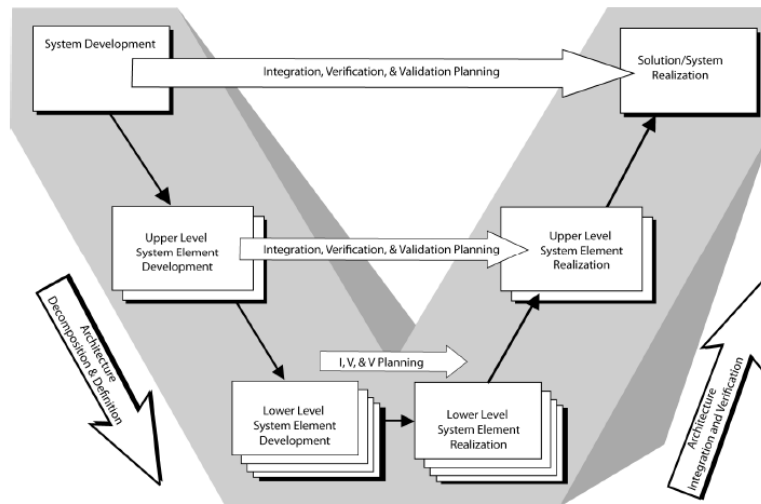 System Development
Integration, Verification, & Validation Planning
Solution/System
Realization
Upper Level
System Element
Development
Integration, Verification, & Validation Planning
Upper Level
System Element
Realization
Architecture
Decomposition & Definition
I, V, & V Planning
Lower Level
System Element
Development
Lower Level
System Element
Realization
Architecture
Integration and Verification